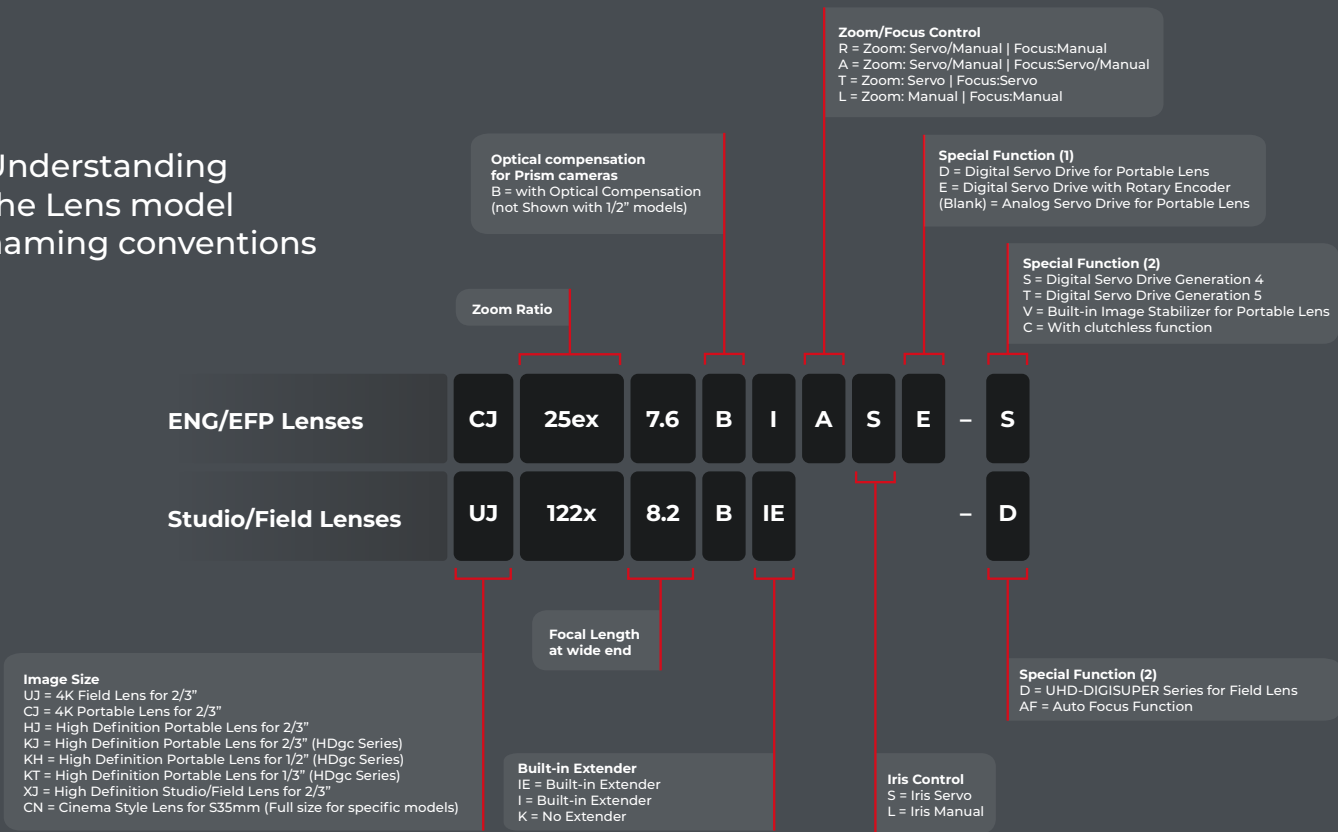 Understanding
the Lens model
naming conventions
Zoom/Focus Control
R = Zoom: Servo/Manual | Focus:Manual
A = Zoom: Servo/Manual | Focus:Servo/Manual
T = Zoom: Servo | Focus:Servo
L = Zoom: Manual | Focus:Manual
Optical compensation
for Prism cameras
B = with Optical Compensation
(not Shown with 1/2” models)
Special Function (1)
D = Digital Servo Drive for Portable Lens
E = Digital Servo Drive with Rotary Encoder
(Blank) = Analog Servo Drive for Portable Lens
Special Function (2)
S = Digital Servo Drive Generation 4
T = Digital Servo Drive Generation 5
V = Built-in Image Stabilizer for Portable Lens
C = With clutchless function
Zoom Ratio
ENG/EFP Lenses CJ 25ex 7.6 B I A S E – S
Studio/Field Lenses UJ 122x 8.2 B IE – D
Focal Length
at wide end
Image Size
UJ = 4K Field Lens for 2/3”
CJ = 4K Portable Lens for 2/3”
HJ = High Definition Portable Lens for 2/3”
KJ = High Definition Portable Lens for 2/3” (HDgc Series)
KH = High Definition Portable Lens for 1/2” (HDgc Series)
KT = High Definition Portable Lens for 1/3” (HDgc Series)
XJ = High Definition Studio/Field Lens for 2/3”
CN = Cinema Style Lens for S35mm (Full size for specific models)
Built-in Extender
IE = Built-in Extender
I = Built-in Extender
K = No Extender
Iris Control
S = Iris Servo
L = Iris Manual
Special Function (2)
D = UHD-DIGISUPER Series for Field Lens
AF = Auto Focus Function